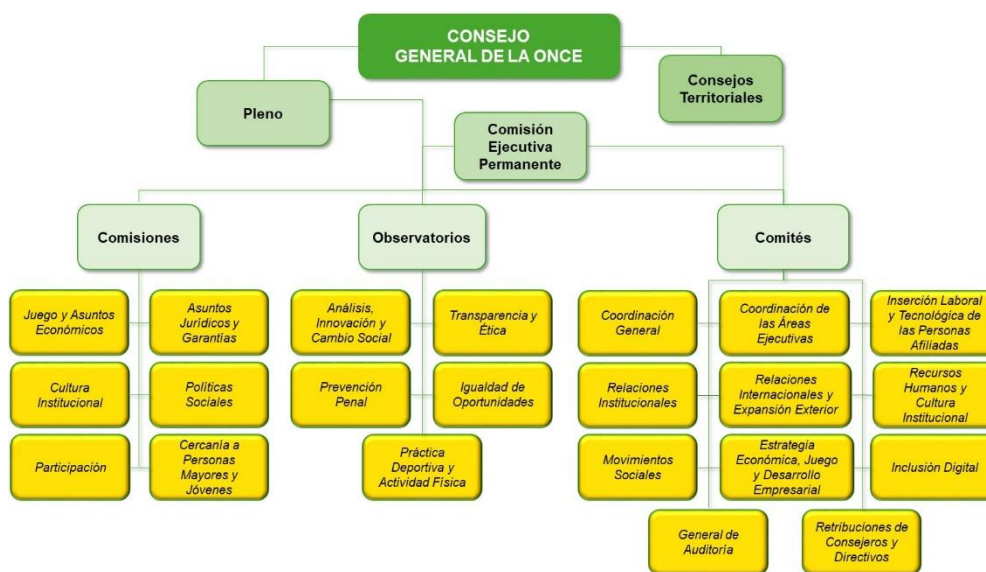 CONSEJO
GENERAL DE LA ONCE
Consejos
Territoriales
Pleno
Comisión
Ejecutiva
Permanente
Comisiones
Observatorios
Comités
Juego y Asuntos
Económicos
Asuntos
Jurídicos y
Garantías
Análisis,
Innovación y
Cambio Social
Transparencia y
Ética
Coordinación
General
Coordinación de
las Áreas
Ejecutivas
Inserción Laboral
y Tecnológica de
las Personas
Afiliadas
Cultura
Institucional
Políticas
Sociales
Prevención
Penal
Igualdad de
Oportunidades
Relaciones
Institucionales
Relaciones
Internacionales y
Expansión Exterior
Recursos
Humanos y
Cultura
Institucional
Participación
Cercanía a
Personas
Mayores y
Jóvenes
Práctica
Deportiva y
Actividad Física
Movimientos
Sociales
Estrategia
Económica, Juego
y Desarrollo
Empresarial
Inclusión Digital
General de
Auditoría
Retribuciones de
Consejeros y
Directivos